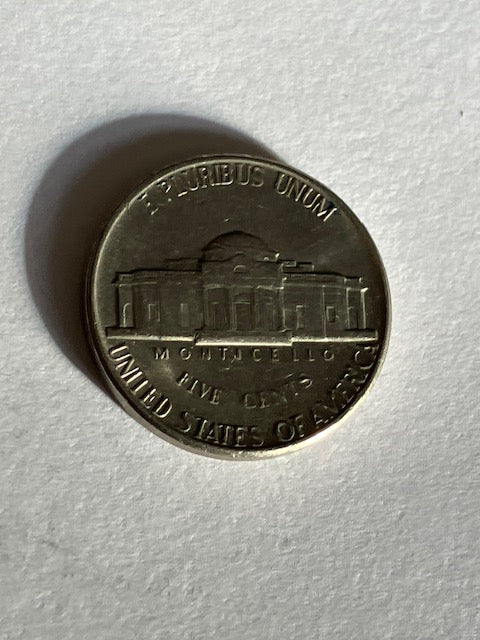 E PLURIBUS UNUM
MONTICELLO
FIVE CENTS
UNITED STATES OF AMERICA